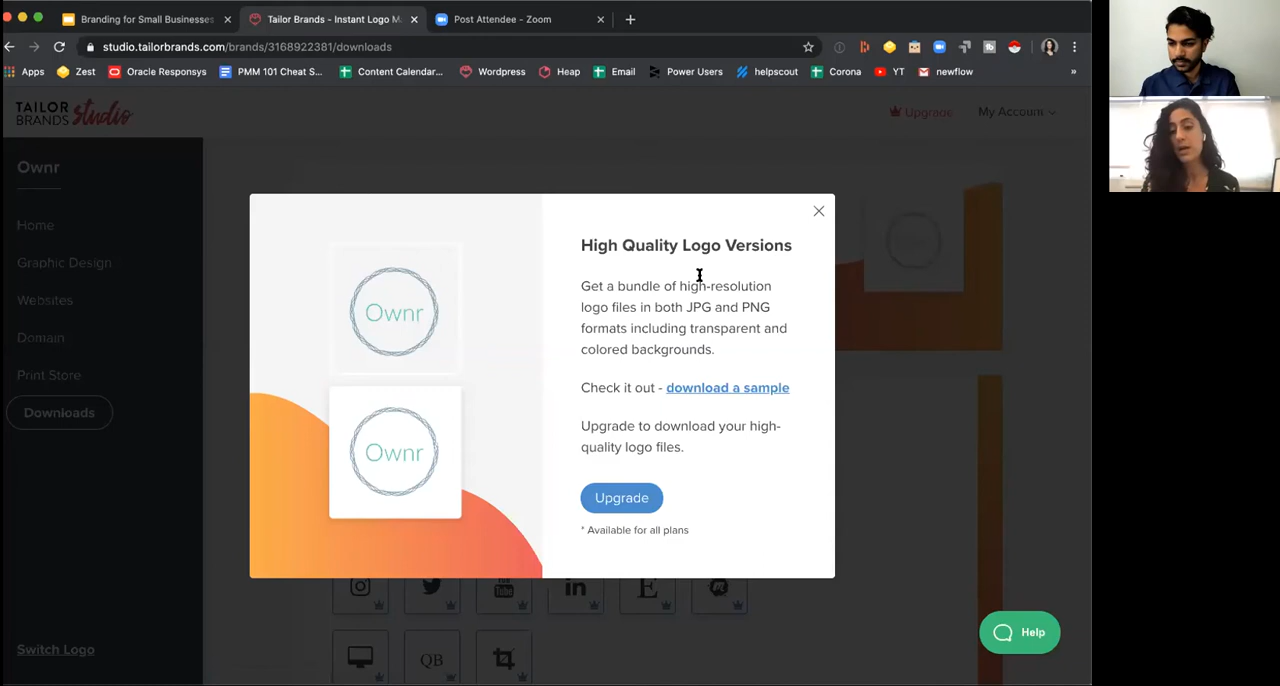 Branding for Small Businesses
Tailor Brands - Instant Logo M
Post Attendee - Zoom
studio.tailorbrands.com/brands/3168922381/downloads
Apps
Zest
Oracle Responsys
PMM 101 Cheat S...
Content Calendar...
Wordpress
Heap
Email
Power Users
helpscout
Corona
YT
newflow
»
TAILOR BRANDS studio
Upgrade
My Account
Ownr
Home
Graphic Design
Websites
Domain
Print Store
Downloads
Switch Logo
Ownr
Ownr
High Quality Logo Versions
Get a bundle of high-resolution
logo files in both JPG and PNG
formats including transparent and
colored backgrounds.
Check it out - download a sample
Upgrade to download your high-
quality logo files.
Upgrade
* Available for all plans
You Tube
in
E
QB
Help